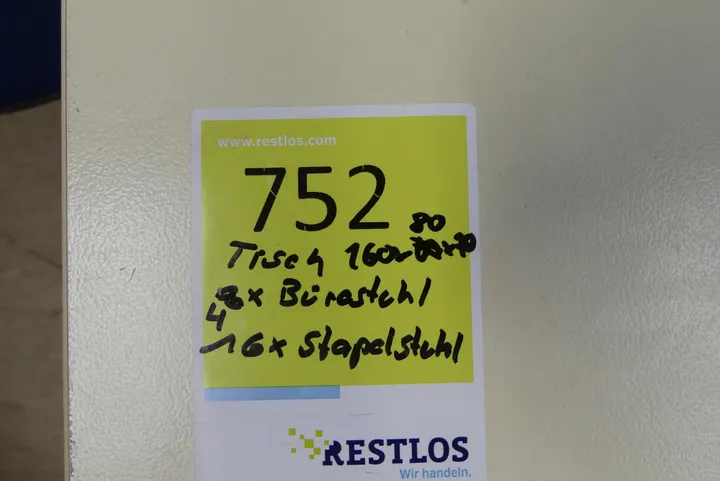 www.restlos.com
752
80
Tisch 160x
x Bürostuhl
4
16x Stapelstuhl
RESTLOS
Wir handeln.